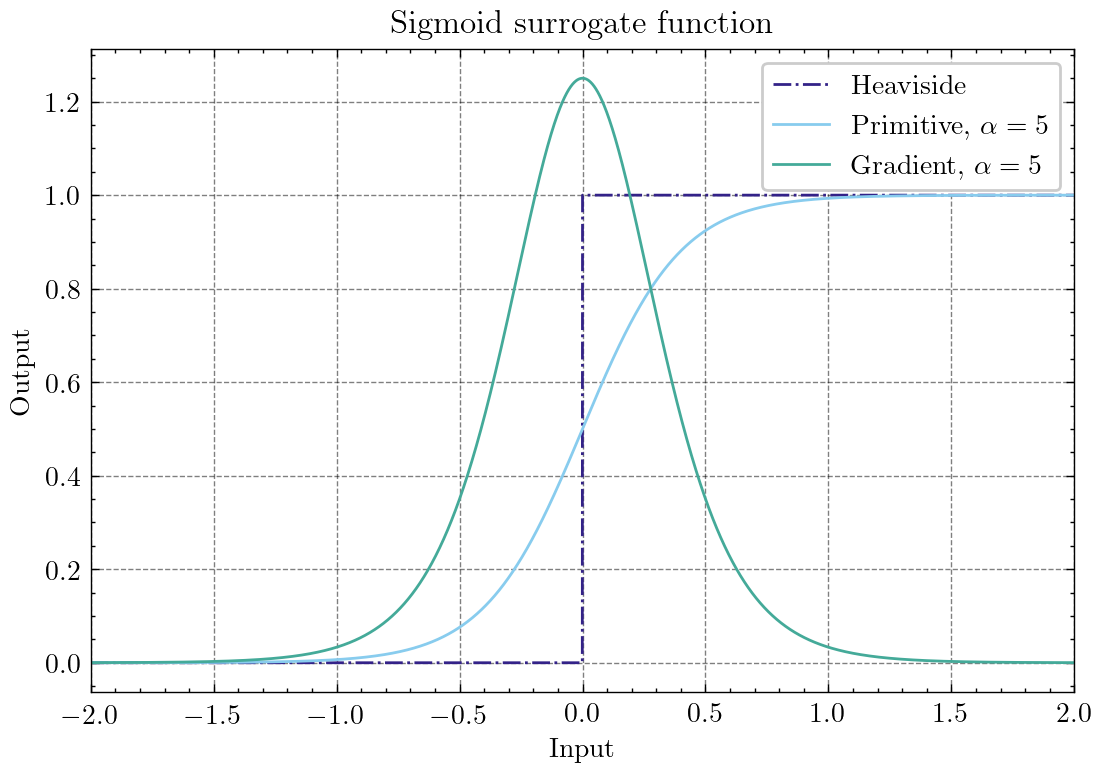 Sigmoid surrogate function
Heaviside
Primitive, α = 5
Gradient, α = 5
1.2
1.0
0.8
0.6
0.4
0.2
0.0
Output
−2.0 −1.5 −1.0 −0.5 0.0 0.5 1.0 1.5 2.0
Input